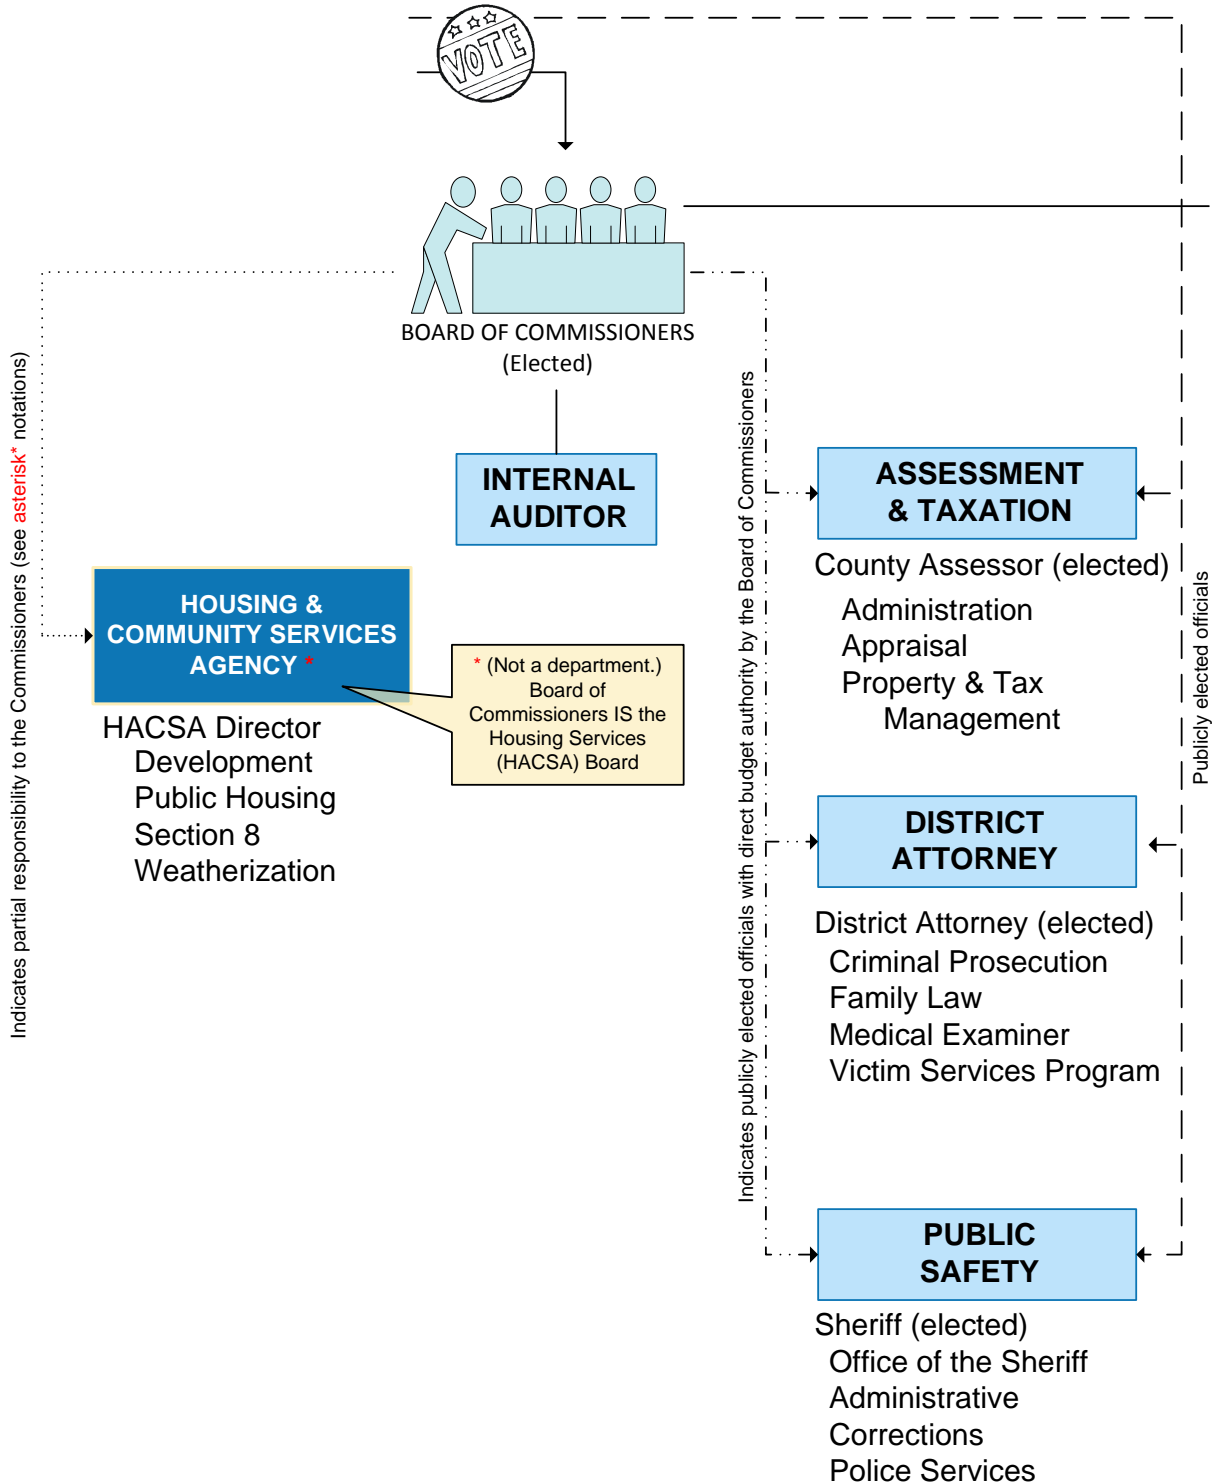 VOTE
BOARD OF COMMISSIONERS
(Elected)
Indicates partial responsibility to the Commissioners (see asterisk* notations)
INTERNAL
AUDITOR
HOUSING &
COMMUNITY SERVICES
AGENCY *
* (Not a department.)
Board of
Commissioners IS the
Housing Services
(HACSA) Board
HACSA Director
Development
Public Housing
Section 8
Weatherization
Indicates publicly elected officials with direct budget authority by the Board of Commissioners
ASSESSMENT
& TAXATION
County Assessor (elected)
Administration
Appraisal
Property & Tax
Management
Publicly elected officials
DISTRICT
ATTORNEY
District Attorney (elected)
Criminal Prosecution
Family Law
Medical Examiner
Victim Services Program
PUBLIC
SAFETY
Sheriff (elected)
Office of the Sheriff
Administrative
Corrections
Police Services